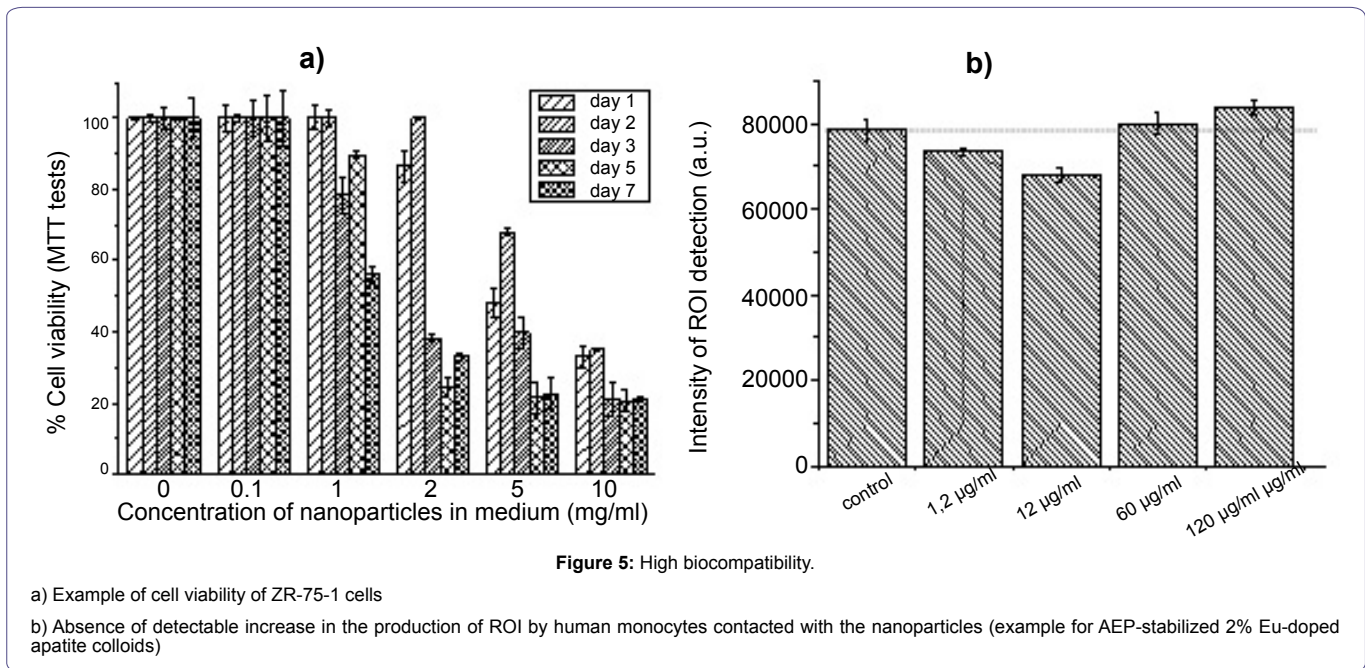 a)
100
80
60
40
20
0
% Cell viability (MTT tests)
day 1
day 2
day 3
day 5
day 7
0 0.1 1 2 5 10
Concentration of nanoparticles in medium (mg/ml)
b)
80000
60000
40000
20000
0
Intensity of ROI detection (a.u.)
control 1,2 µg/ml 12 µg/ml 60 µg/ml 120 µg/ml µg/ml
Figure 5: High biocompatibility.
a) Example of cell viability of ZR-75-1 cells
b) Absence of detectable increase in the production of ROI by human monocytes contacted with the nanoparticles (example for AEP-stabilized 2% Eu-doped
apatite colloids)